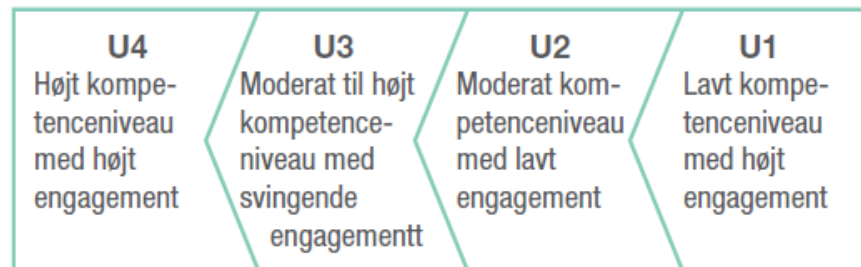 U4
Højt kompe-
tenceniveau
med højt
engagement
U3
Moderat til højt
kompetence-
niveau med
svingende
engagementt
U2
Moderat kom-
petenceniveau
med lavt
engagement
U1
Lavt kompe-
tenceniveau
med højt
engagement